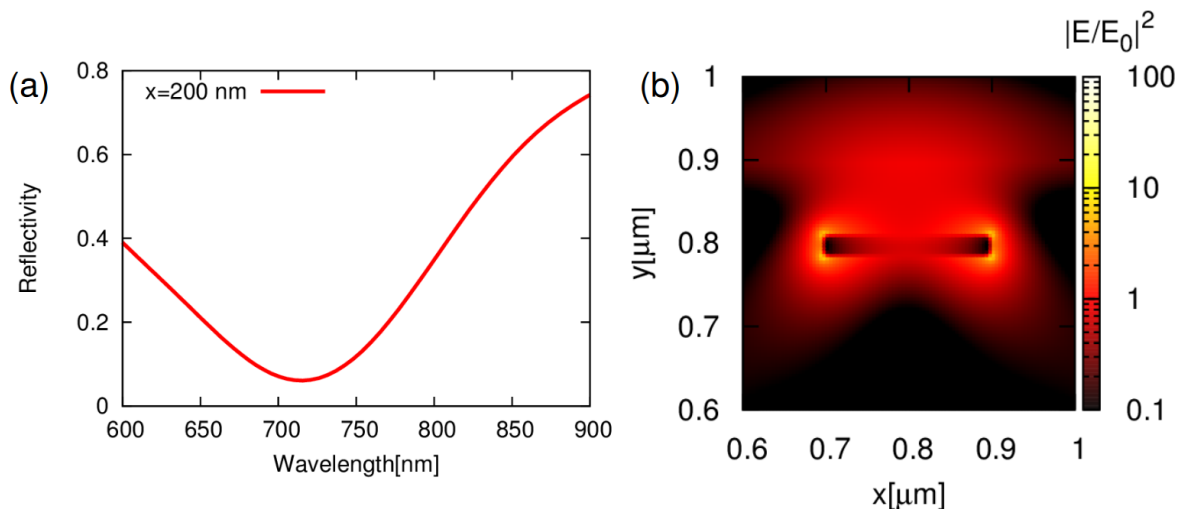 (a)
0.8
0.6
0.4
0.2
0
Reflectivity
x=200 nm
600 650 700 750 800 850 900
Wavelength[nm]
(b)
|E/E₀|²
1
0.9
0.8
0.7
0.6
y[μm]
0.6 0.7 0.8 0.9 1
x[μm]
100
10
1
0.1